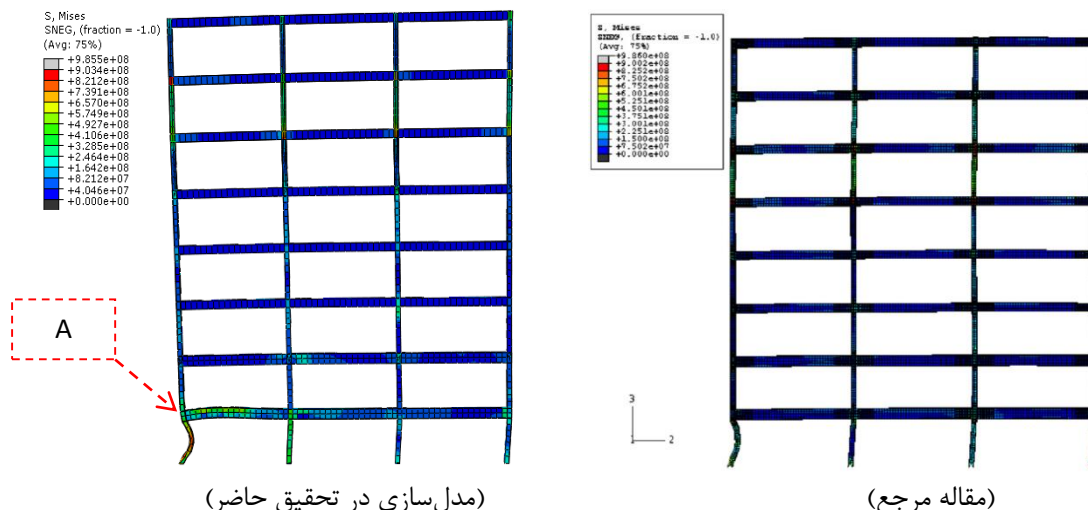 S, Mises
SNEG, (fraction = -1.0)
(Avg: 75%)
+9.855e+08
+9.034e+08
+8.212e+08
+7.391e+08
+6.570e+08
+5.749e+08
+4.927e+08
+4.106e+08
+3.285e+08
+2.464e+08
+1.642e+08
+8.212e+07
+4.046e+07
+0.000e+00
A
(مدل‌سازی در تحقیق حاضر)
S, Mises
SNEG, (fraction = -1.0)
(Avg: 75%)
+9.860e+08
+9.002e+08
+8.252e+08
+7.502e+08
+6.752e+08
+6.001e+08
+5.251e+08
+4.501e+08
+3.751e+08
+3.001e+08
+2.251e+08
+1.500e+08
+7.502e+07
+0.000e+00
3
1 2
(مقاله مرجع)